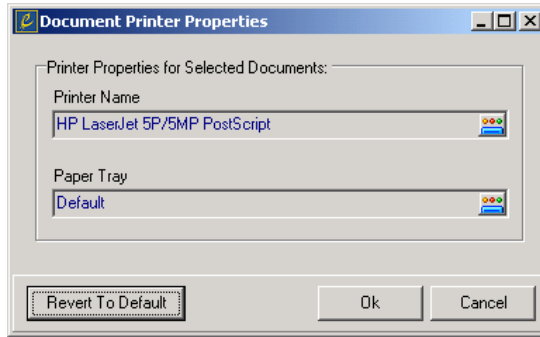 Document Printer Properties
Printer Properties for Selected Documents:
Printer Name
HP LaserJet 5P/5MP PostScript
Paper Tray
Default
Revert To Default
Ok
Cancel